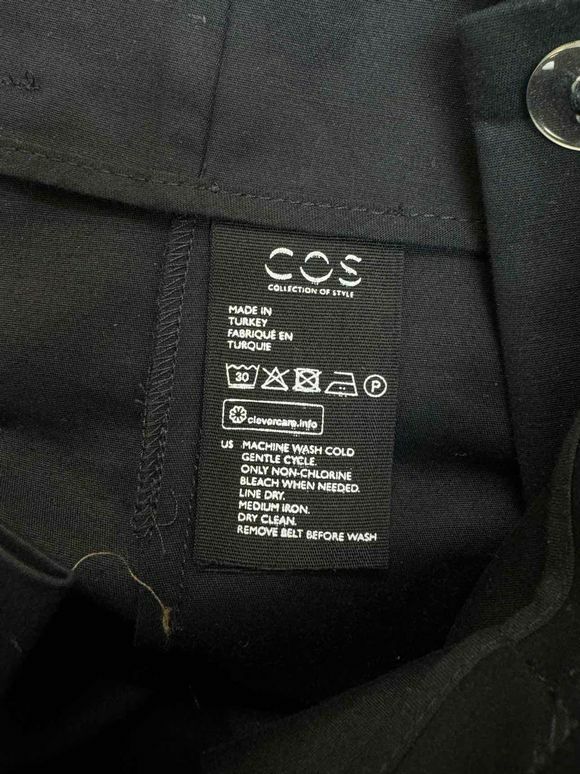 COS
COLLECTION OF STYLE
MADE IN
TURKEY
FABRIQUÉ EN
TURQUIE
30
P
clevercare.info
US MACHINE WASH COLD
GENTLE CYCLE.
ONLY NON-CHLORINE
BLEACH WHEN NEEDED.
LINE DRY.
MEDIUM IRON.
DRY CLEAN.
REMOVE BELT BEFORE WASH